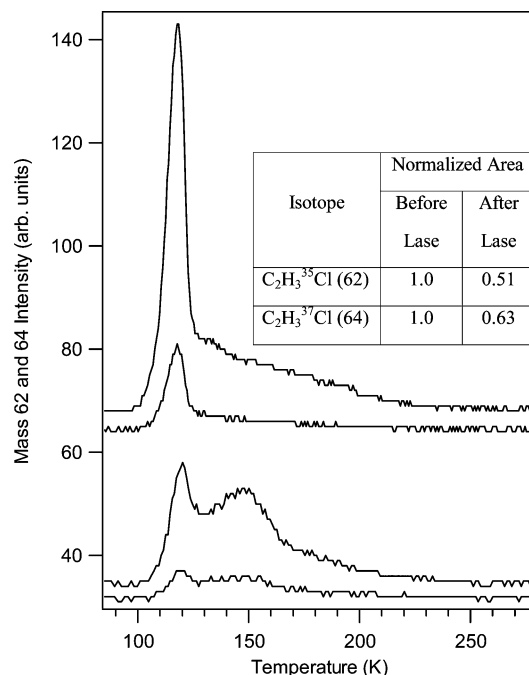 140
120
100
80
60
40
Mass 62 and 64 Intensity (arb. units)
Isotope
Normalized Area
Before Lase
After Lase
C₂H₃³⁵Cl (62) 1.0 0.51
C₂H₃³⁷Cl (64) 1.0 0.63
100 150 200 250
Temperature (K)